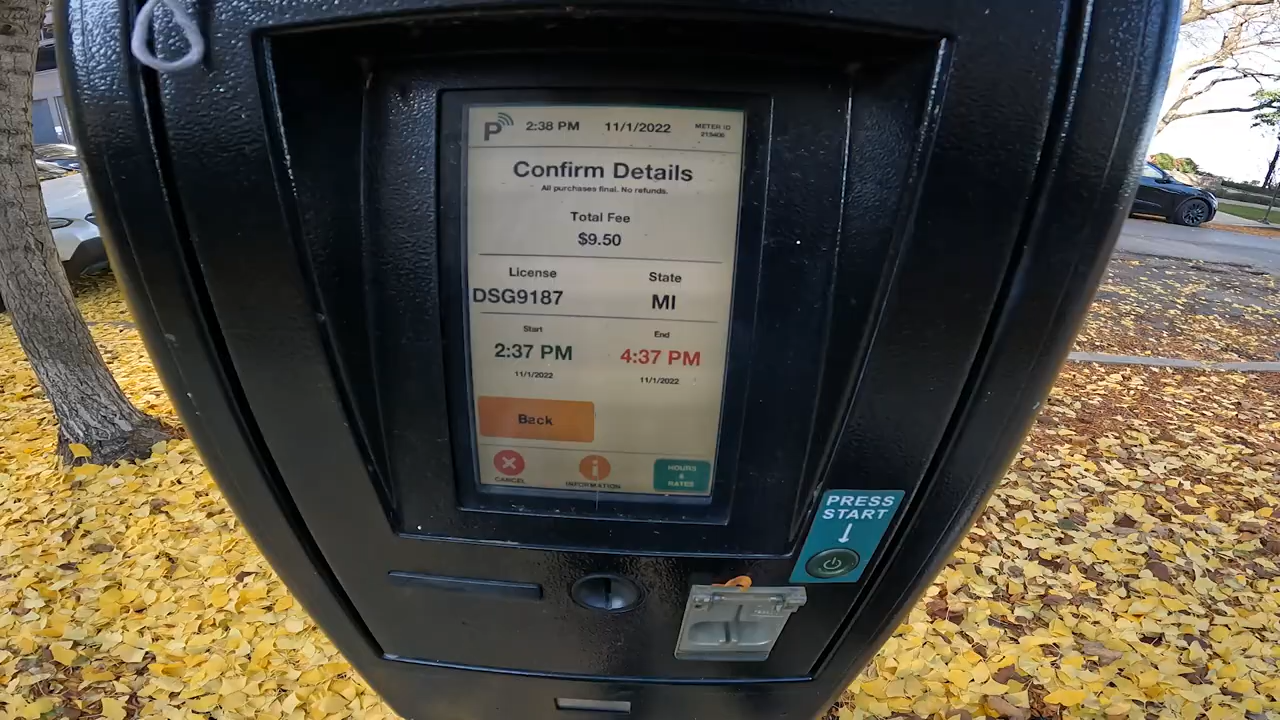 P 2:38 PM 11/1/2022 METER ID
Confirm Details
All purchases final. No refunds.
Total Fee
$9.50
License State
DSG9187 MI
Start End
2:37 PM 4:37 PM
11/1/2022 11/1/2022
Back
CANCEL INFORMATION HOURS
&
RATES
PRESS
START